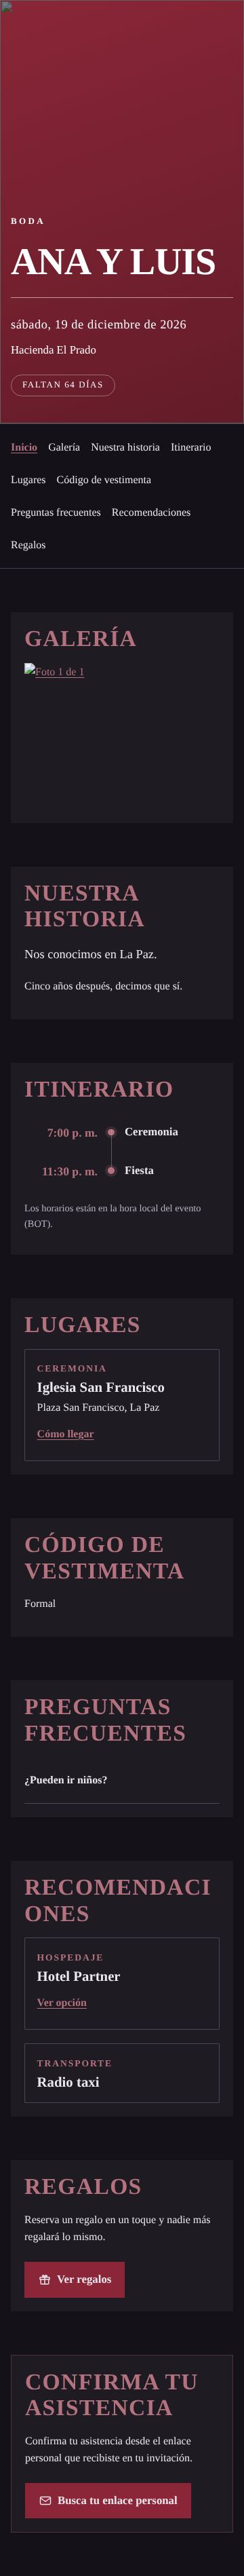 BODA
ANA Y LUIS
sábado, 19 de diciembre de 2026
Hacienda El Prado
FALTAN 64 DÍAS
Inicio Galería Nuestra historia Itinerario
Lugares Código de vestimenta
Preguntas frecuentes Recomendaciones
Regalos
GALERÍA
Foto 1 de 1
NUESTRA
HISTORIA
Nos conocimos en La Paz.
Cinco años después, decimos que sí.
ITINERARIO
7:00 p. m. Ceremonia
11:30 p. m. Fiesta
Los horarios están en la hora local del evento
(BOT).
LUGARES
CEREMONIA
Iglesia San Francisco
Plaza San Francisco, La Paz
Cómo llegar
CÓDIGO DE
VESTIMENTA
Formal
PREGUNTAS
FRECUENTES
¿Pueden ir niños?
RECOMENDACI
ONES
HOSPEDAJE
Hotel Partner
Ver opción
TRANSPORTE
Radio taxi
REGALOS
Reserva un regalo en un toque y nadie más
regalará lo mismo.
Ver regalos
CONFIRMA TU
ASISTENCIA
Confirma tu asistencia desde el enlace
personal que recibiste en tu invitación.
Busca tu enlace personal